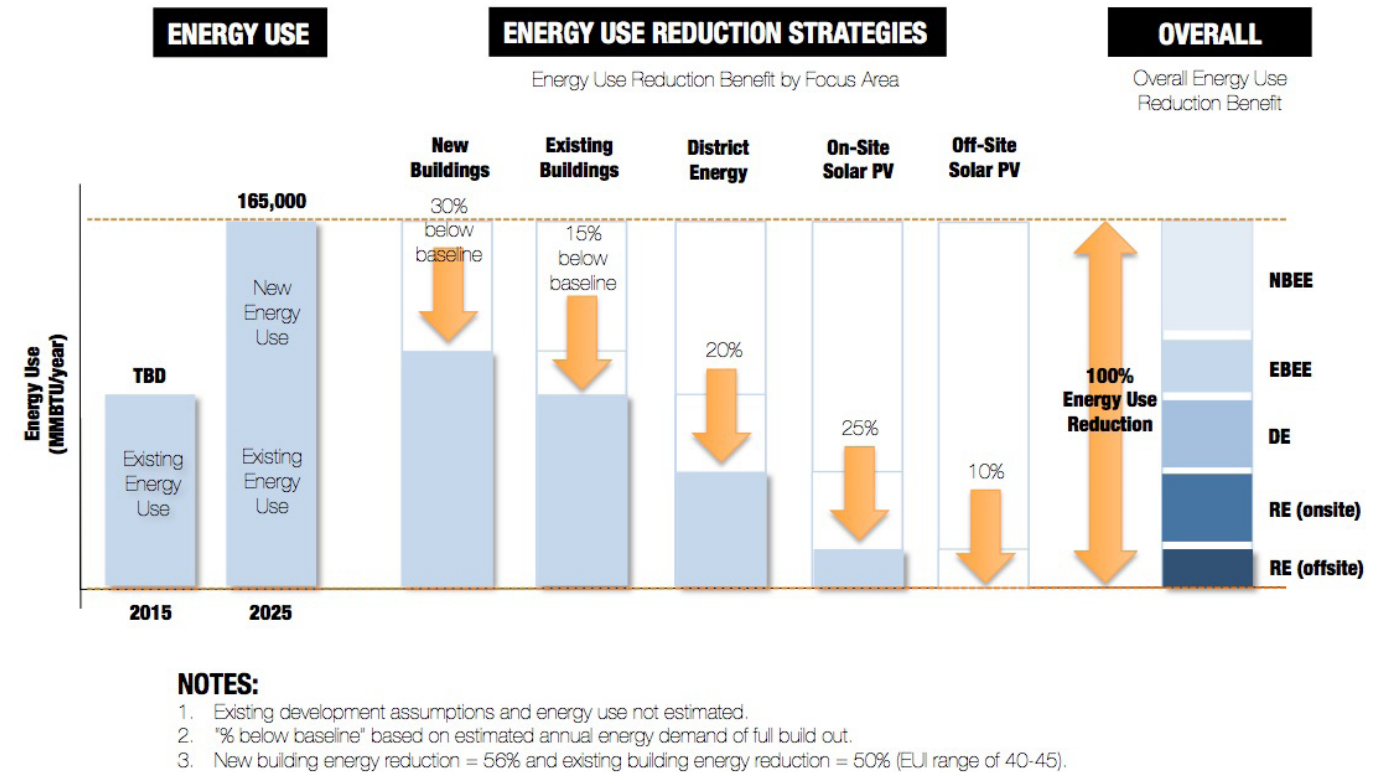 ENERGY USE
ENERGY USE REDUCTION STRATEGIES
OVERALL
Energy Use Reduction Benefit by Focus Area
Overall Energy Use
Reduction Benefit
New
Buildings
Existing
Buildings
District
Energy
On-Site
Solar PV
Off-Site
Solar PV
165,000
30%
below
baseline
15%
below
baseline
20%
25%
10%
New
Energy
Use
TBD
Existing
Energy
Use
Existing
Energy
Use
Energy Use
(MMBTU/year)
100%
Energy Use
Reduction
NBEE
EBEE
DE
RE (onsite)
RE (offsite)
2015
2025
NOTES:
1. Existing development assumptions and energy use not estimated.
2. "% below baseline" based on estimated annual energy demand of full build out.
3. New building energy reduction = 56% and existing building energy reduction = 50% (EUI range of 40-45).